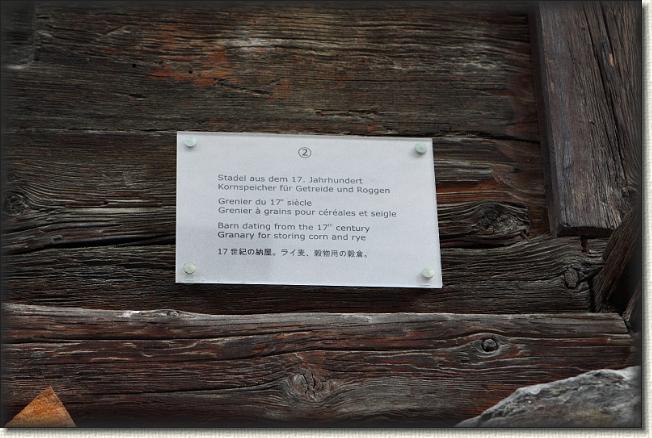 ②
Stadel aus dem 17. Jahrhundert
Kornspeicher für Getreide und Roggen
Grenier du 17e siècle
Grenier à grains pour céréales et seigle
Barn dating from the 17th century
Granary for storing corn and rye
17世紀の納屋。ライ麦、穀物用の穀倉。